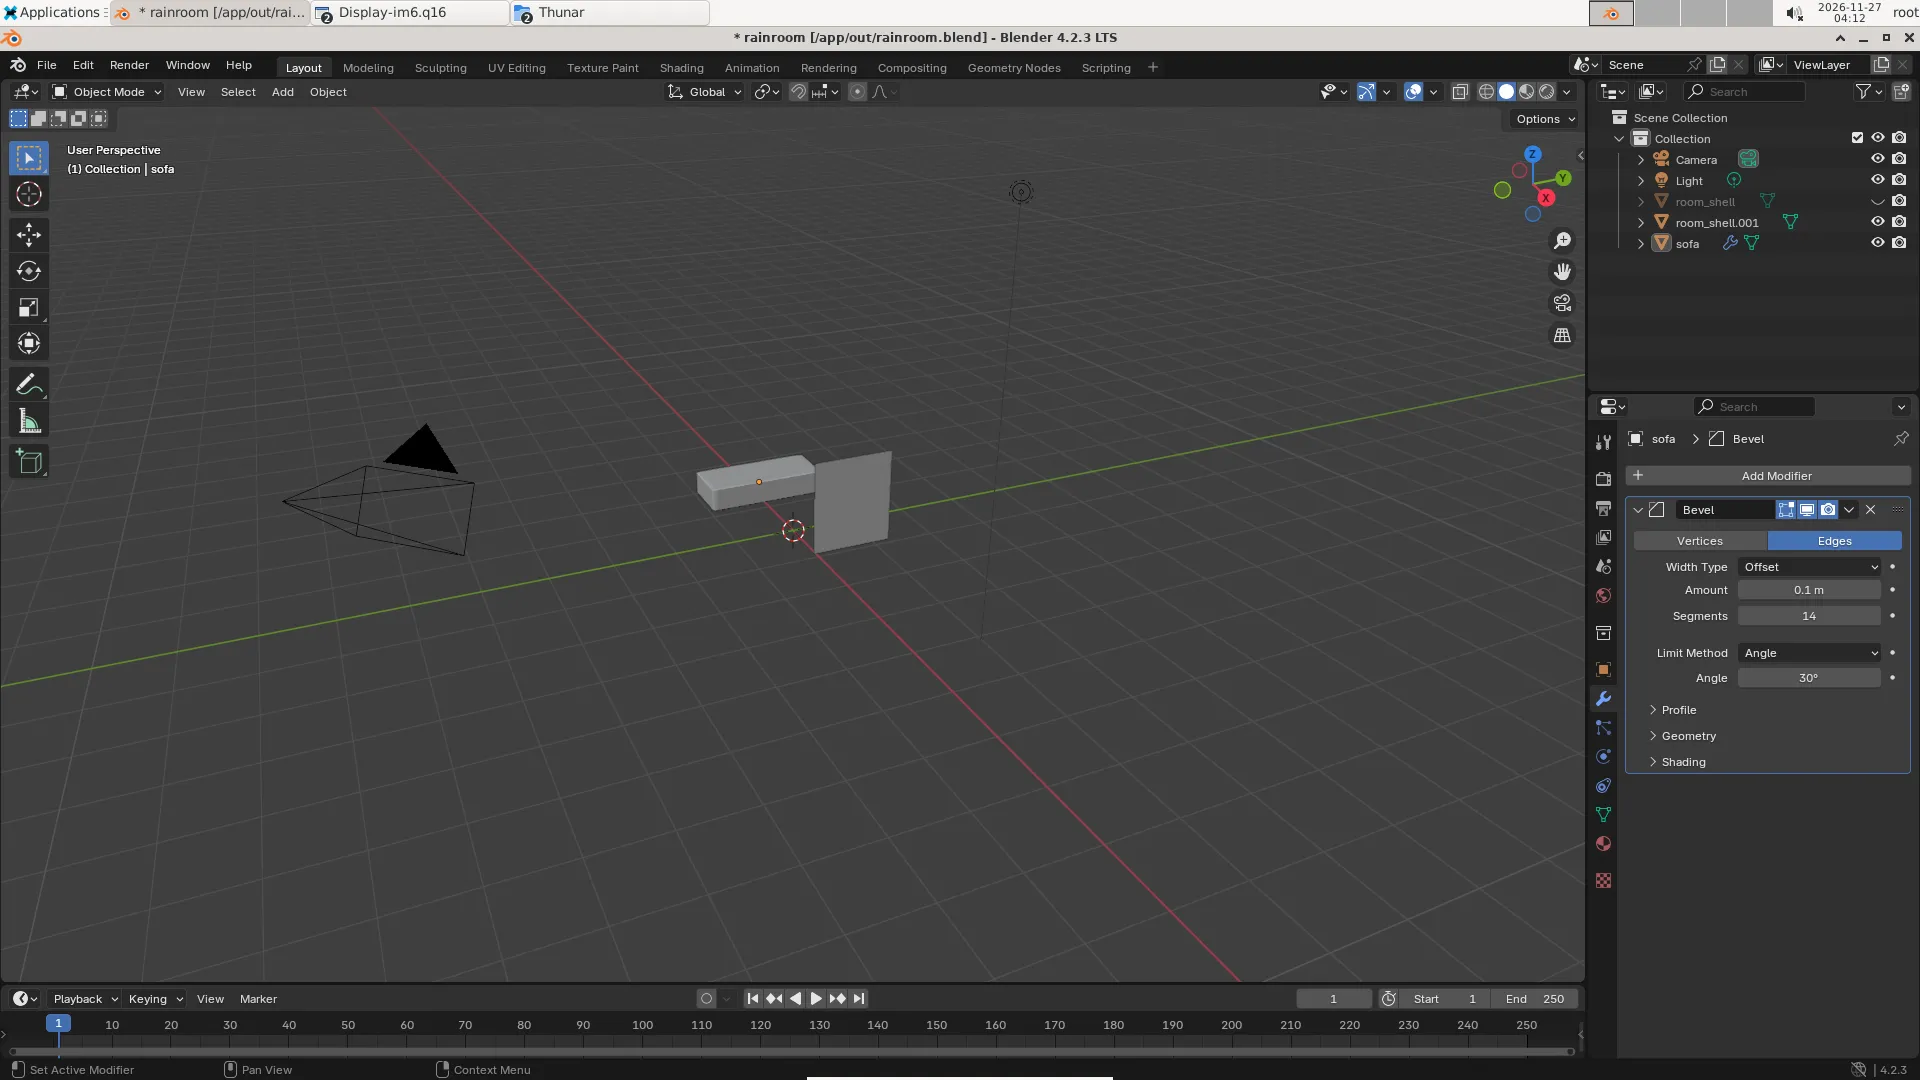 Applications
* rainroom [/app/out/rai...
2
Display-im6.q16
2
Thunar
2026-11-27
04:12
root
* rainroom [/app/out/rainroom.blend] - Blender 4.2.3 LTS
File Edit Render Window Help
Layout Modeling Sculpting UV Editing Texture Paint Shading Animation Rendering Compositing Geometry Nodes Scripting +
Scene
ViewLayer
Object Mode View Select Add Object
Global
Search
Options
User Perspective
(1) Collection | sofa
Z
Y
X
Scene Collection
Collection
Camera
Light
room_shell
room_shell.001
sofa
Search
sofa > Bevel
+ Add Modifier
Bevel
Vertices Edges
Width Type Offset
Amount 0.1 m
Segments 14
Limit Method Angle
Angle 30°
Profile
Geometry
Shading
Playback Keying View Marker
1
Start 1
End 250
1 10 20 30 40 50 60 70 80 90 100 110 120 130 140 150 160 170 180 190 200 210 220 230 240 250
Set Active Modifier
Pan View
Context Menu
4.2.3